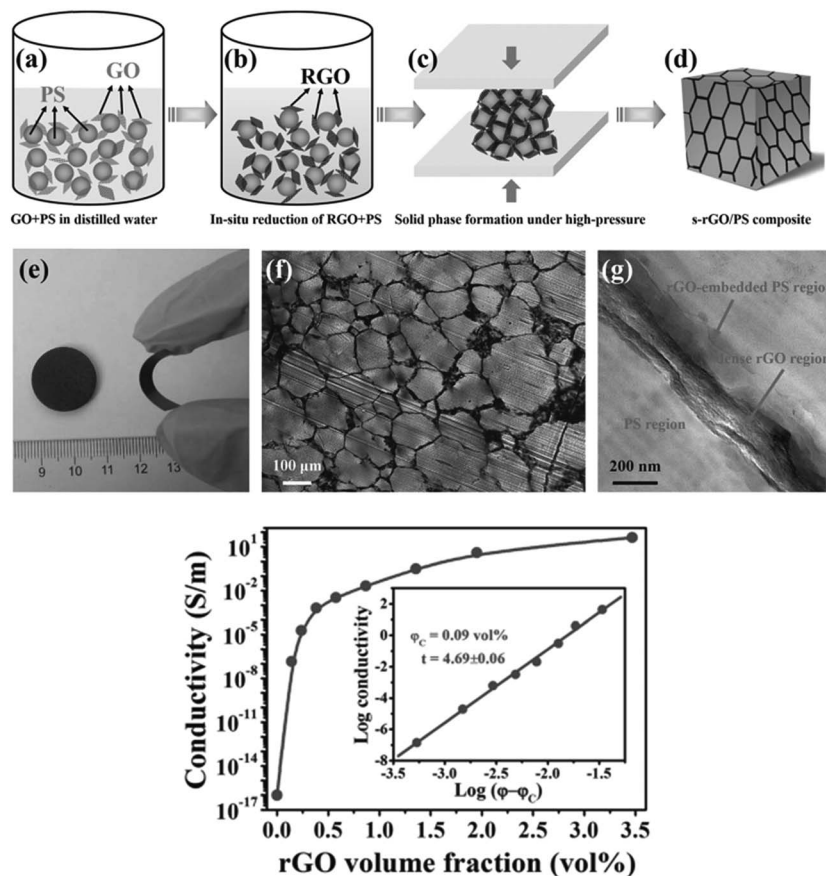 (a)
(b)
(c)
(d)
GO
PS
RGO
GO+PS in distilled water
In-situ reduction of RGO+PS
Solid phase formation under high-pressure
s-rGO/PS composite
(e)
(f)
(g)
9 10 11 12 13
100 μm
rGO-embedded PS region
dense rGO region
PS region
200 nm
Conductivity (S/m)
10¹
10⁻²
10⁻⁵
10⁻⁸
10⁻¹¹
10⁻¹⁴
10⁻¹⁷
Log conductivity
2
0
-2
-4
-6
-8
φC = 0.09 vol%
t = 4.69±0.06
-3.5 -3.0 -2.5 -2.0 -1.5
Log (φ–φC)
0.0 0.5 1.0 1.5 2.0 2.5 3.0 3.5
rGO volume fraction (vol%)